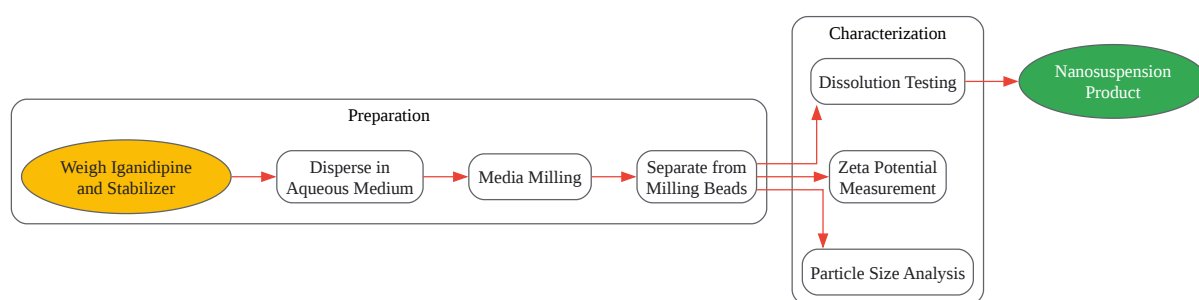 Preparation
Weigh Iganidipine
and Stabilizer
Disperse in
Aqueous Medium
Media Milling
Separate from
Milling Beads
Characterization
Dissolution Testing
Zeta Potential
Measurement
Particle Size Analysis
Nanosuspension
Product